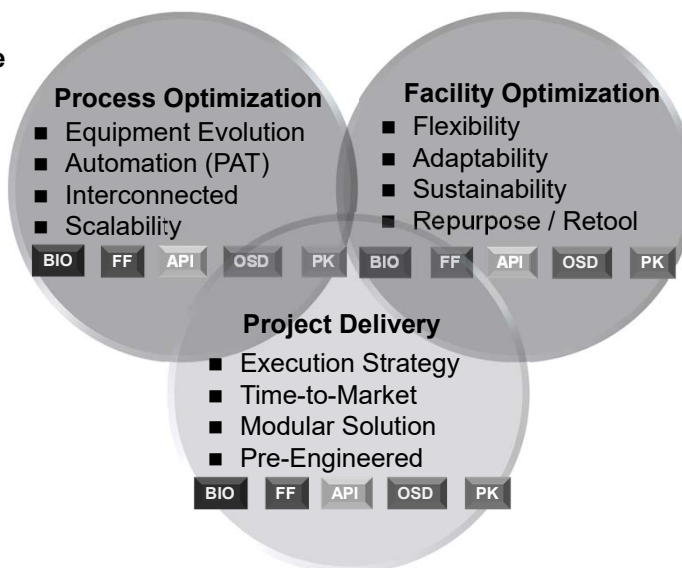 e
Process Optimization
■ Equipment Evolution
■ Automation (PAT)
■ Interconnected
■ Scalability
BIO FF API OSD PK
Facility Optimization
■ Flexibility
■ Adaptability
■ Sustainability
■ Repurpose / Retool
BIO FF API OSD PK
Project Delivery
■ Execution Strategy
■ Time-to-Market
■ Modular Solution
■ Pre-Engineered
BIO FF API OSD PK